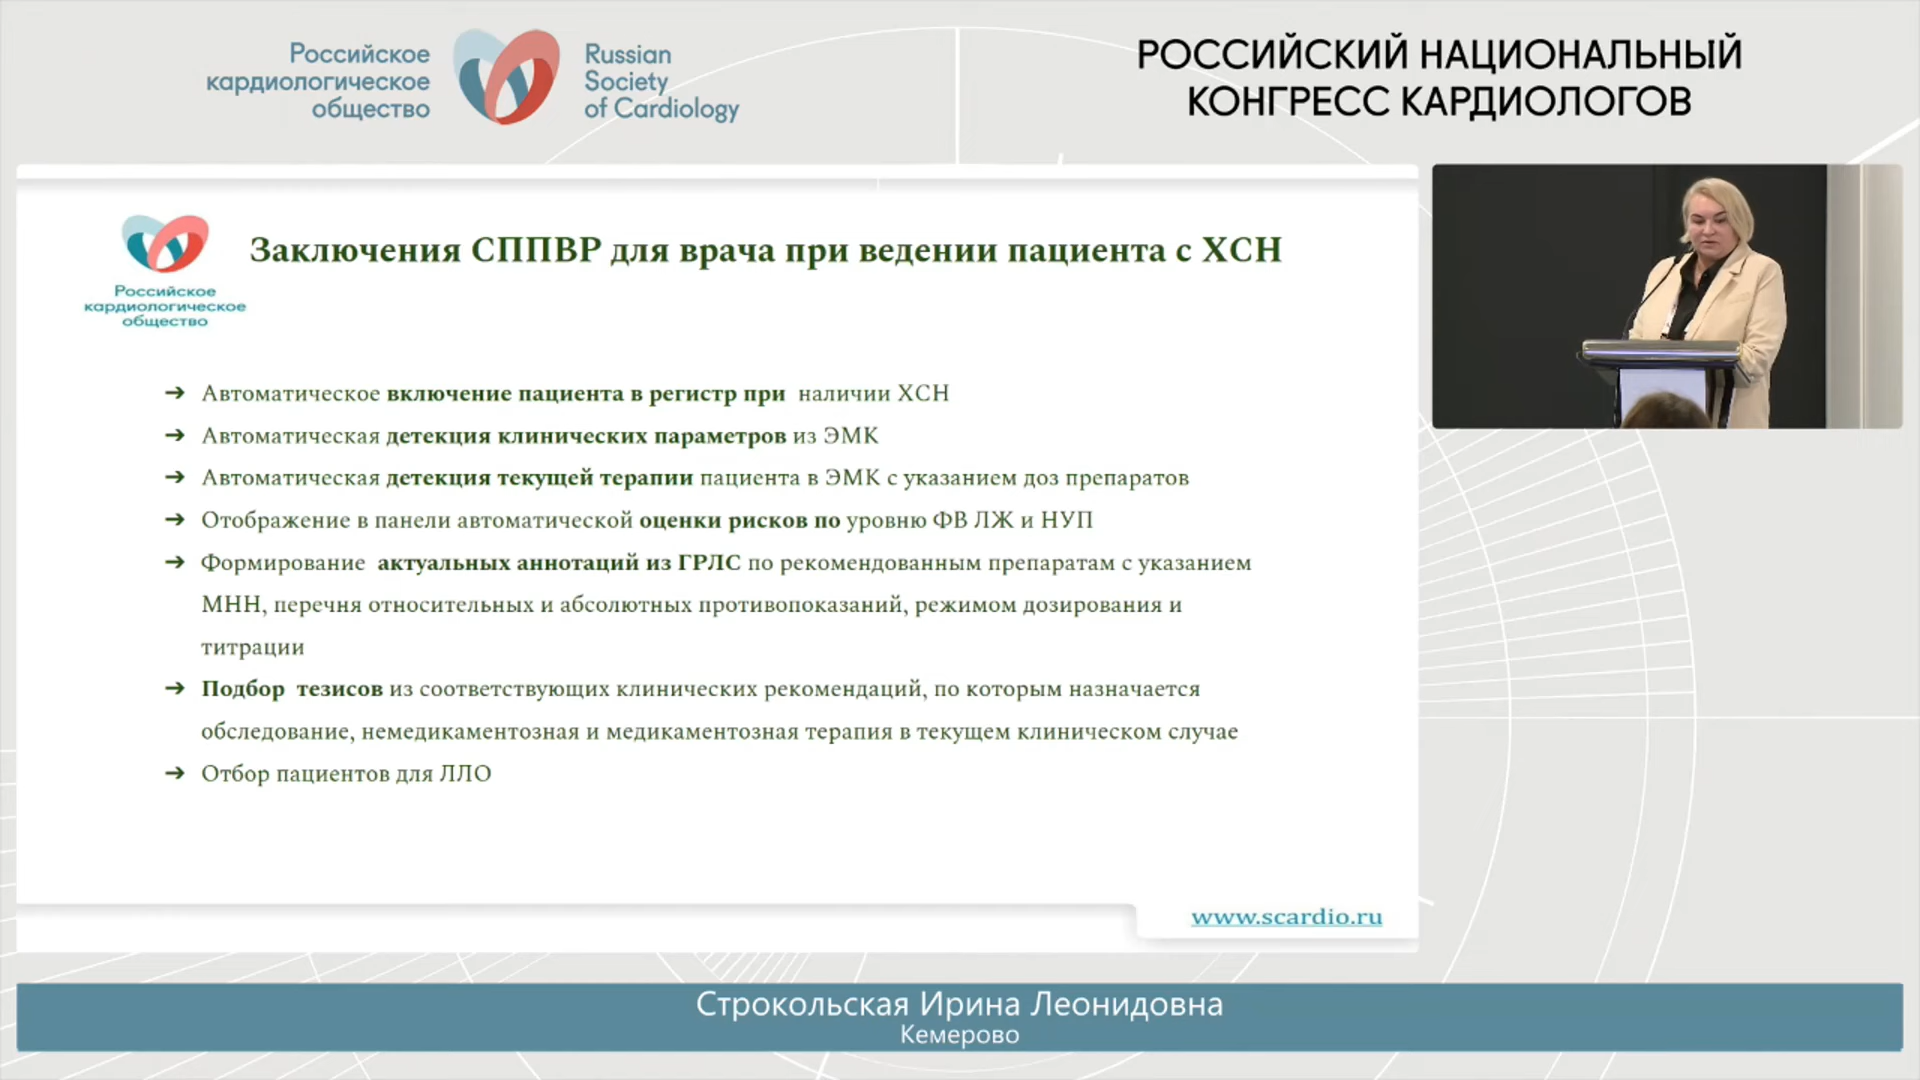 Российское
кардиологическое
общество
Russian
Society
of Cardiology
РОССИЙСКИЙ НАЦИОНАЛЬНЫЙ
КОНГРЕСС КАРДИОЛОГОВ
Российское
кардиологическое
общество
Заключения СППВР для врача при ведении пациента с ХСН
➔ Автоматическое включение пациента в регистр при наличии ХСН
➔ Автоматическая детекция клинических параметров из ЭМК
➔ Автоматическая детекция текущей терапии пациента в ЭМК с указанием доз препаратов
➔ Отображение в панели автоматической оценки рисков по уровню ФВ ЛЖ и НУП
➔ Формирование актуальных аннотаций из ГРЛС по рекомендованным препаратам с указанием
МНН, перечня относительных и абсолютных противопоказаний, режимом дозирования и
титрации
➔ Подбор тезисов из соответствующих клинических рекомендаций, по которым назначается
обследование, немедикаментозная и медикаментозная терапия в текущем клиническом случае
➔ Отбор пациентов для ЛЛО
www.scardio.ru
Строкольская Ирина Леонидовна
Кемерово